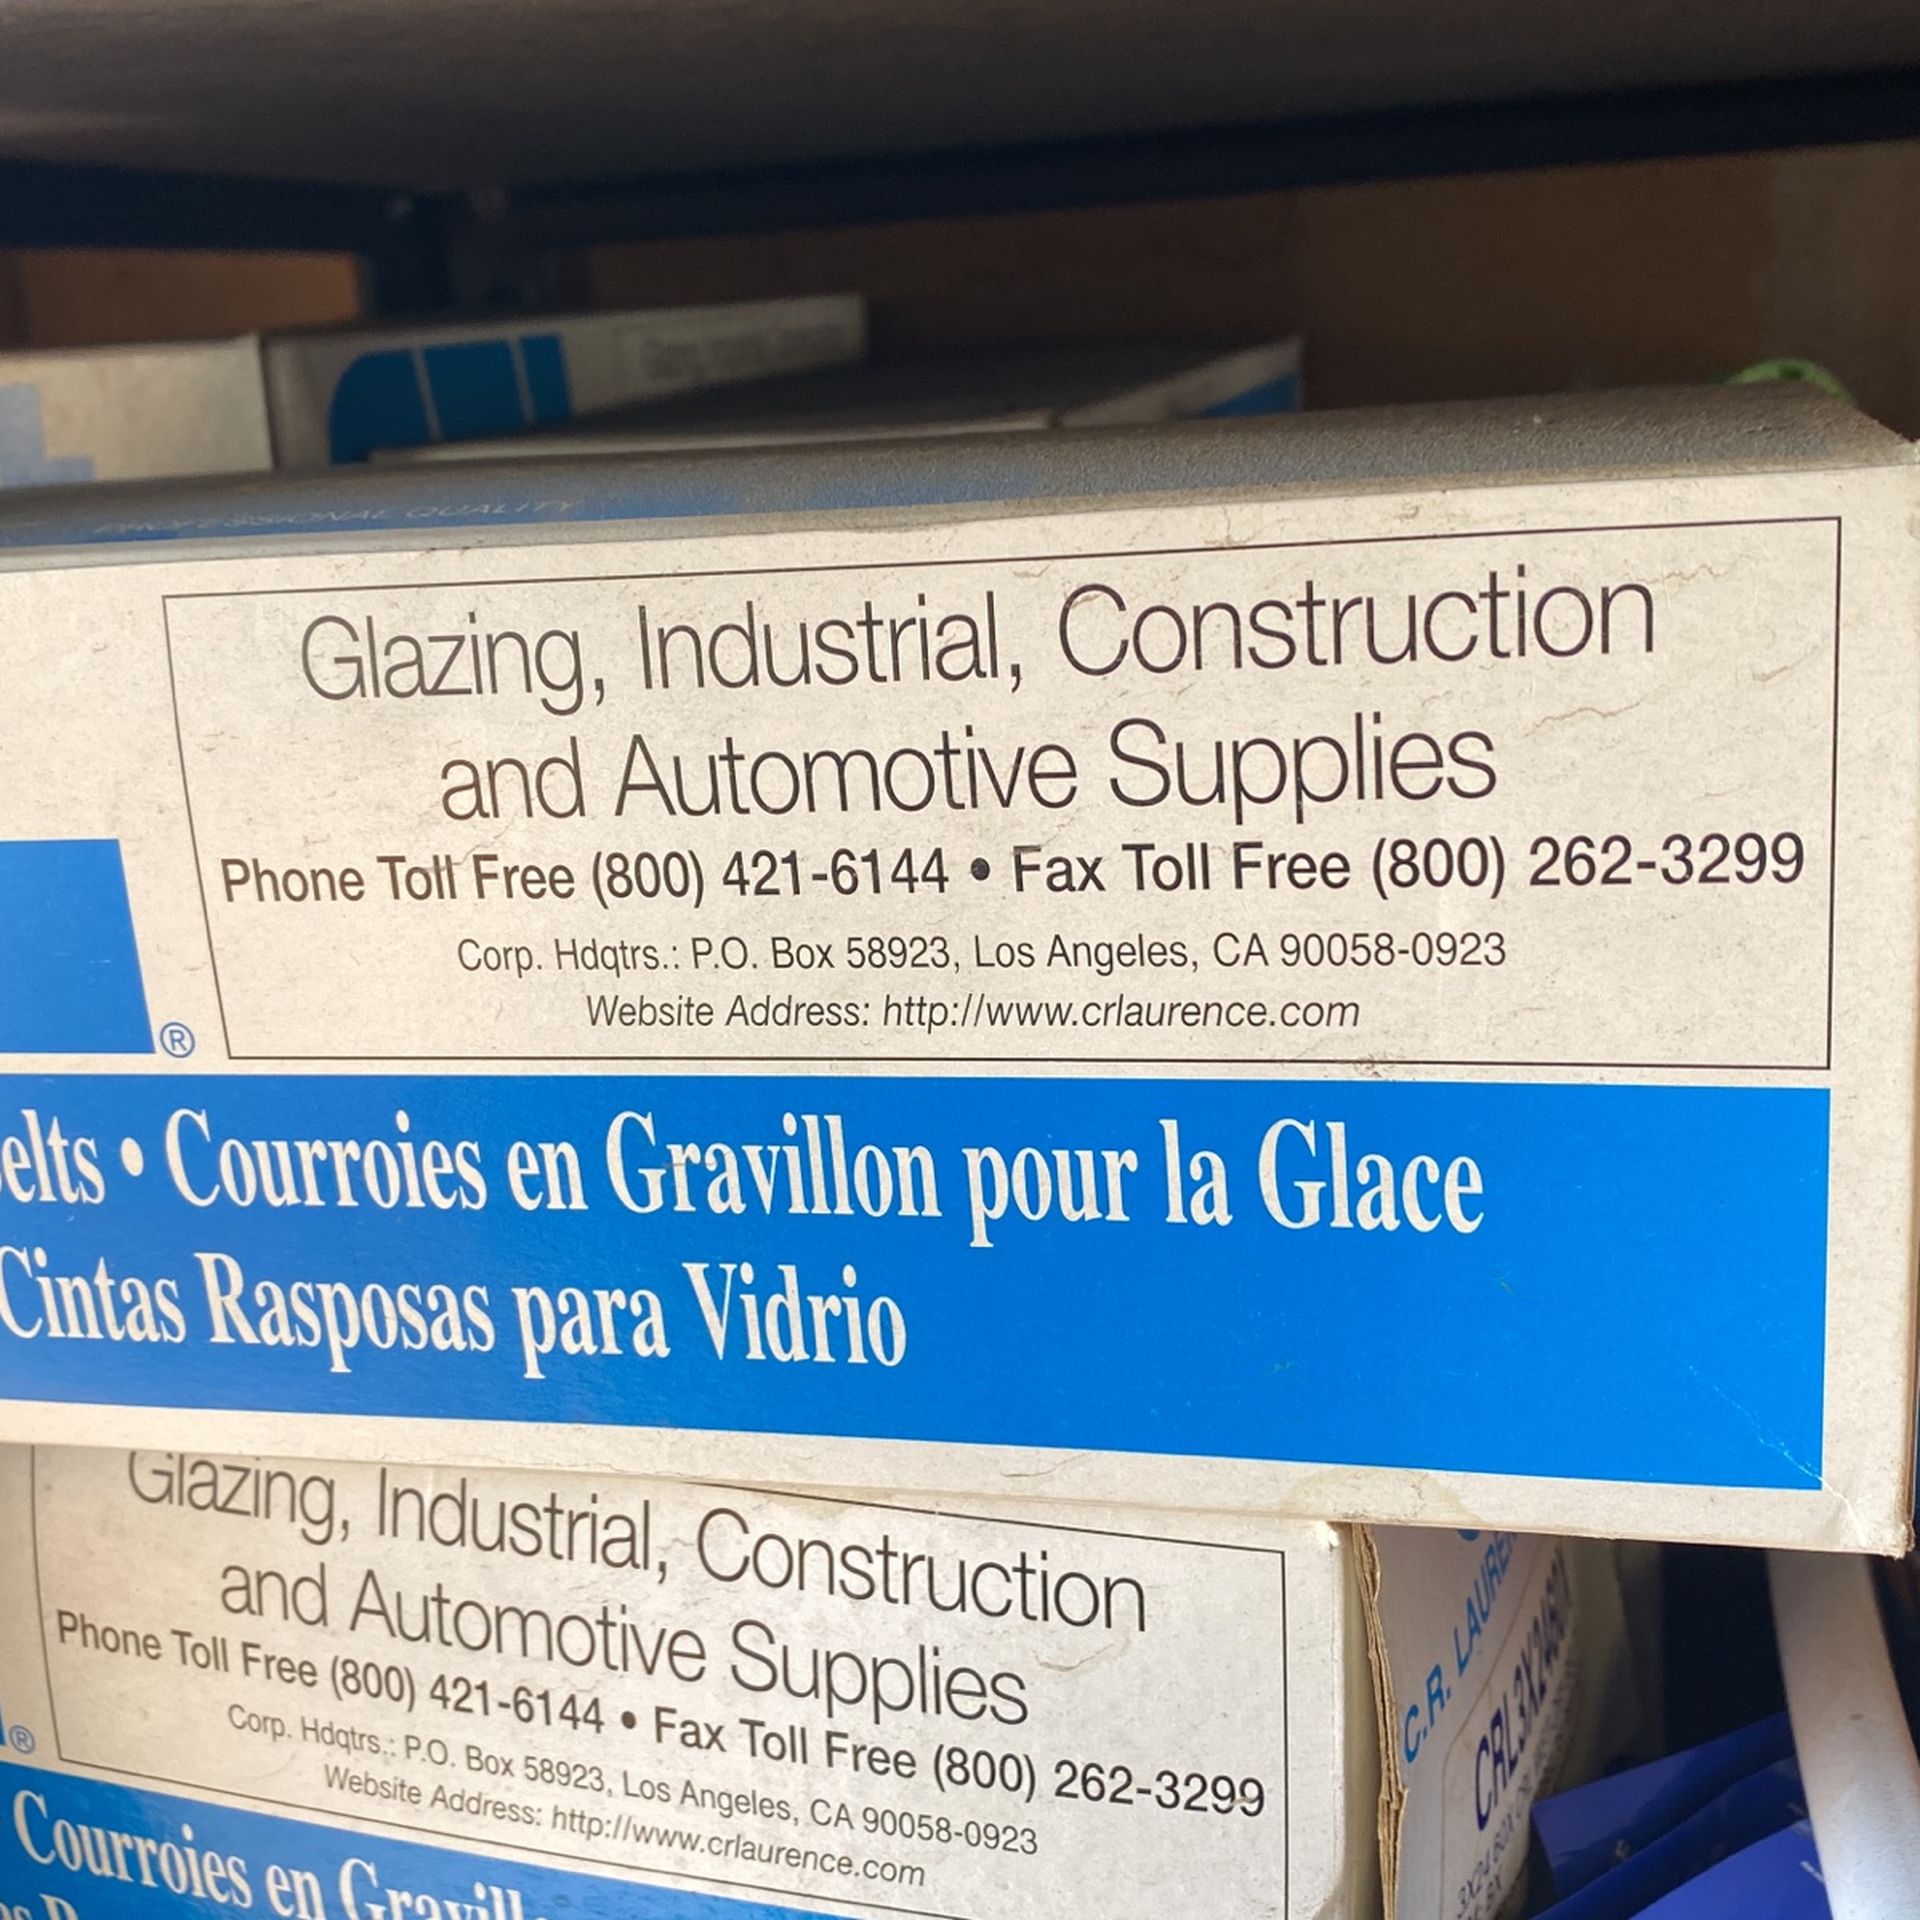 PROFESSIONAL QUALITY
Glazing, Industrial, Construction
and Automotive Supplies
Phone Toll Free (800) 421-6144 • Fax Toll Free (800) 262-3299
Corp. Hdqtrs.: P.O. Box 58923, Los Angeles, CA 90058-0923
Website Address: http://www.crlaurence.com
®
elts • Courroies en Gravillon pour la Glace
Cintas Rasposas para Vidrio
Glazing, Industrial, Construction
and Automotive Supplies
Phone Toll Free (800) 421-6144 • Fax Toll Free (800) 262-3299
Corp. Hdqtrs.: P.O. Box 58923, Los Angeles, CA 90058-0923
Website Address: http://www.crlaurence.com
®
Courroies en Gravill
C.R. LAURE